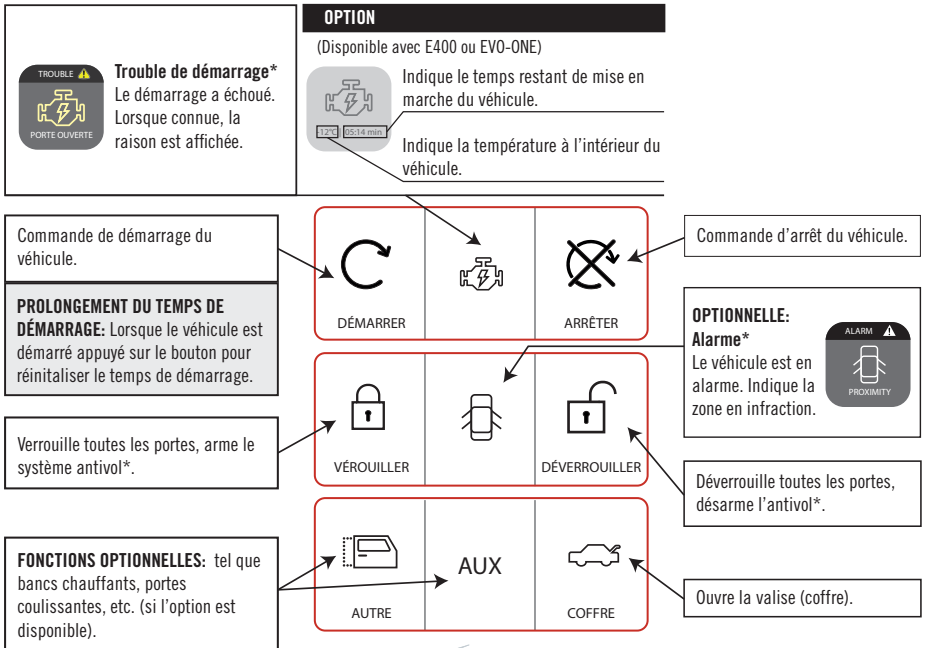 TROUBLE
PORTE OUVERTE
Trouble de démarrage*
Le démarrage a échoué.
Lorsque connue, la
raison est affichée.
OPTION
(Disponible avec E400 ou EVO-ONE)
-12°C 05:14 min
Indique le temps restant de mise en
marche du véhicule.
Indique la température à l'intérieur du
véhicule.
Commande de démarrage du
véhicule.
PROLONGEMENT DU TEMPS DE
DÉMARRAGE: Lorsque le véhicule est
démarré appuyé sur le bouton pour
réinitaliser le temps de démarrage.
Verrouille toutes les portes, arme le
système antivol*.
FONCTIONS OPTIONNELLES: tel que
bancs chauffants, portes
coulissantes, etc. (si l'option est
disponible).
DÉMARRER
ARRÊTER
VÉROUILLER
DÉVERROUILLER
AUTRE
AUX
COFFRE
Commande d'arrêt du véhicule.
OPTIONNELLE:
Alarme*
Le véhicule est en
alarme. Indique la
zone en infraction.
ALARM
PROXIMITY
Déverrouille toutes les portes,
désarme l'antivol*.
Ouvre la valise (coffre).